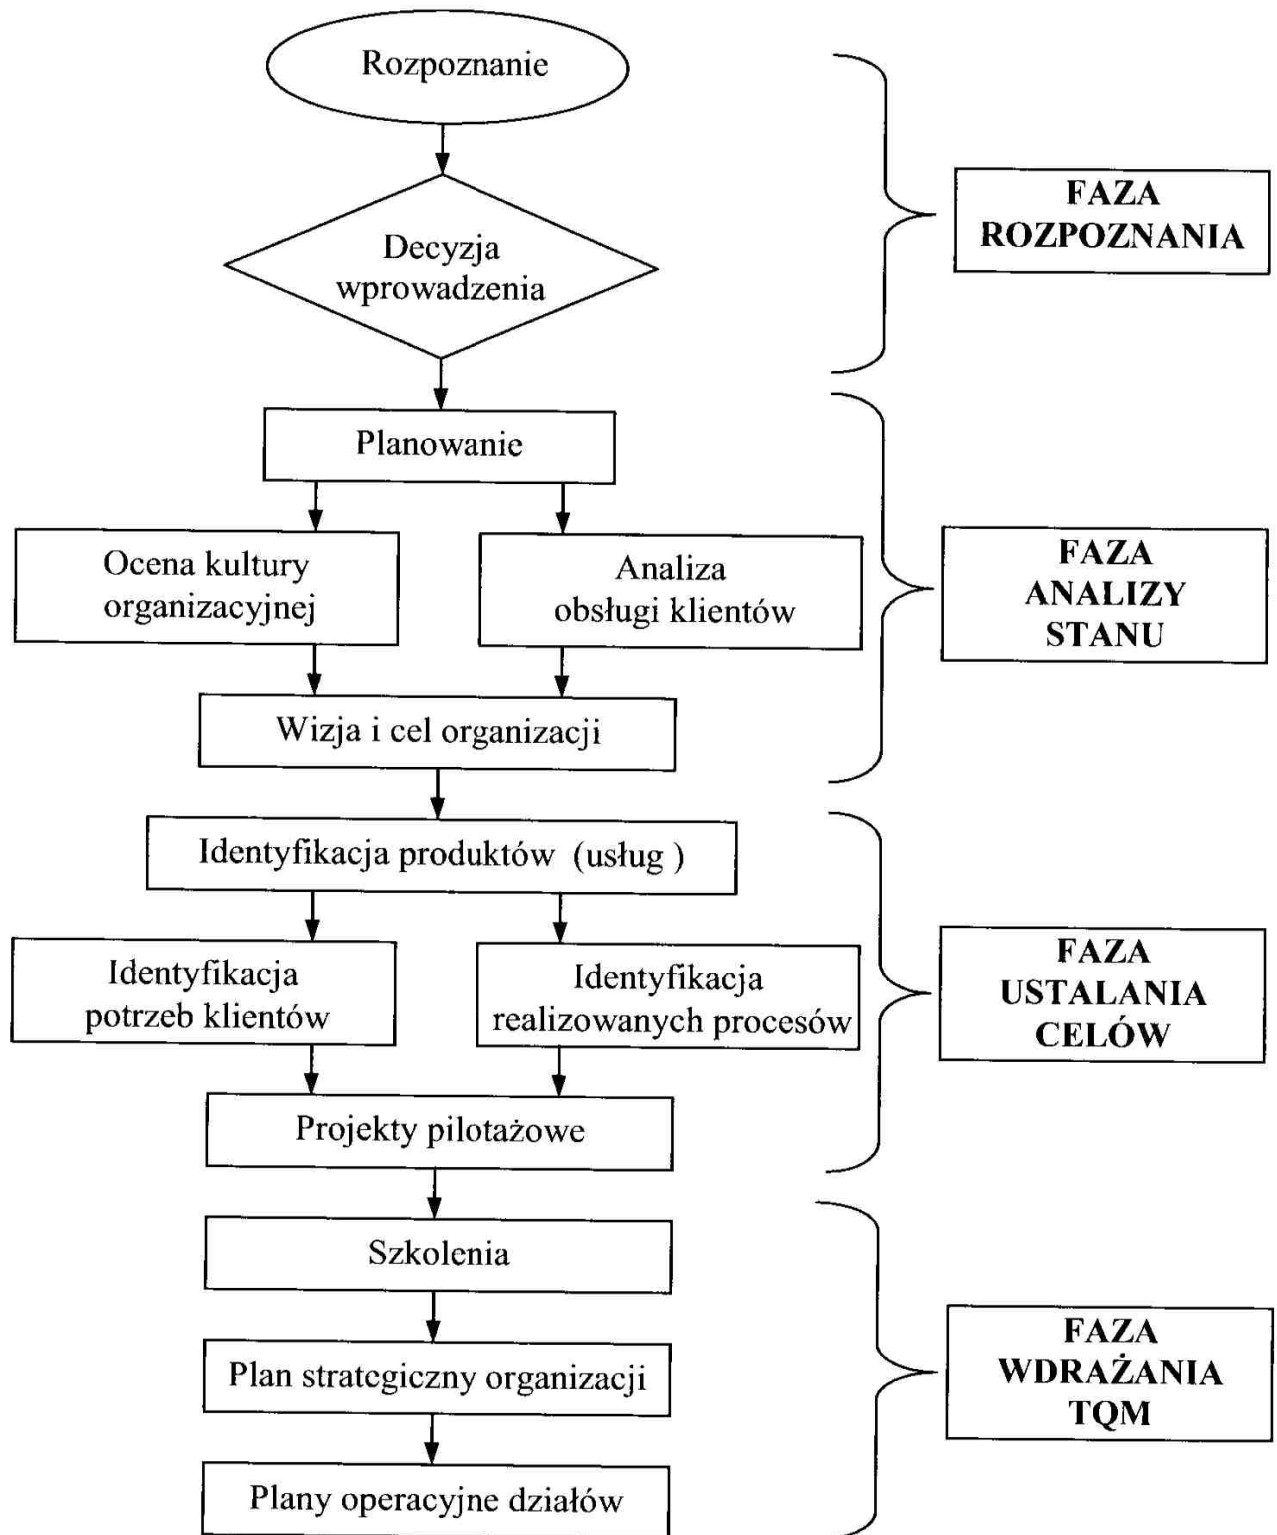 Rozpoznanie
Decyzja
wprowadzenia
FAZA
ROZPOZNANIA
Planowanie
Ocena kultury
organizacyjnej
Analiza
obsługi klientów
Wizja i cel organizacji
FAZA
ANALIZY
STANU
Identyfikacja produktów (usług )
Identyfikacja
potrzeb klientów
Identyfikacja
realizowanych procesów
Projekty pilotażowe
FAZA
USTALANIA
CELÓW
Szkolenia
Plan strategiczny organizacji
Plany operacyjne działów
FAZA
WDRAŻANIA
TQM